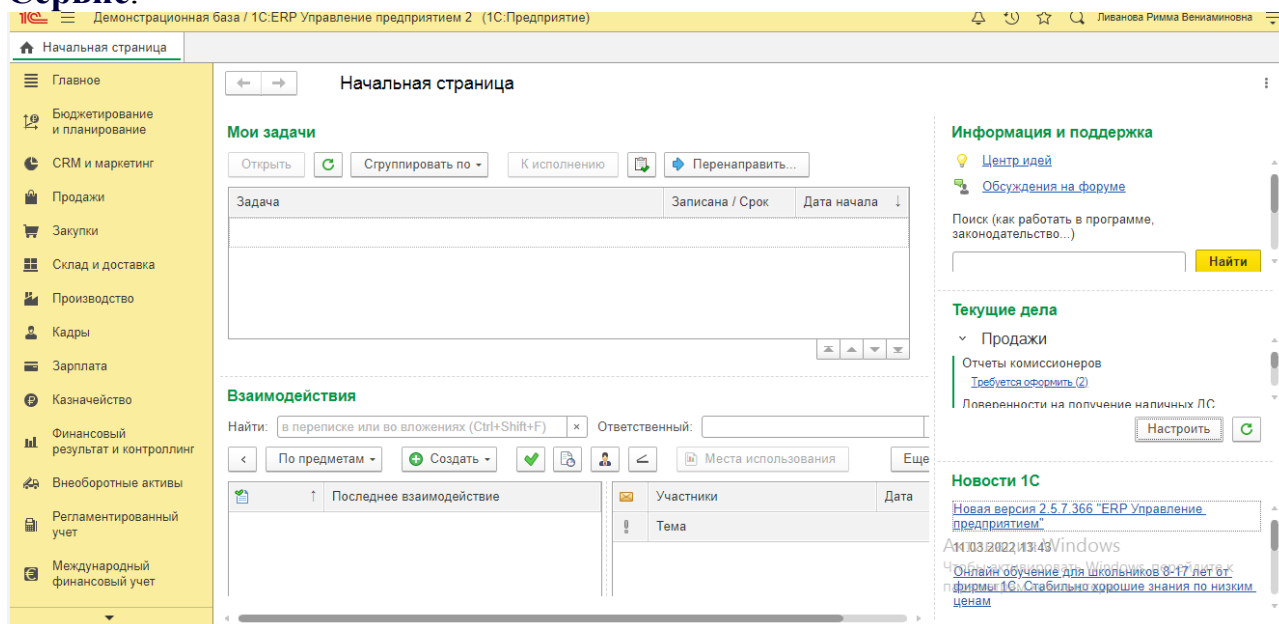 Сервис.
1С Демонстрационная база / 1С:ERP Управление предприятием 2 (1С:Предприятие)
Ливанова Римма Вениаминовна
Начальная страница
Главное
Бюджетирование
и планирование
CRM и маркетинг
Продажи
Закупки
Склад и доставка
Производство
Кадры
Зарплата
Казначейство
Финансовый
результат и контроллинг
Внеоборотные активы
Регламентированный
учет
Международный
финансовый учет
Начальная страница
Мои задачи
Открыть Сгруппировать по К исполнению Перенаправить...
Задача Записана / Срок Дата начала ↓
Взаимодействия
Найти: в переписке или во вложениях (Ctrl+Shift+F) × Ответственный:
По предметам Создать Места использования Еще
↑ Последнее взаимодействие
Участники Дата
Тема
Информация и поддержка
Центр идей
Обсуждения на форуме
Поиск (как работать в программе,
законодательство...)
Найти
Текущие дела
Продажи
Отчеты комиссионеров
Требуется оформить (2)
Доверенности на получение наличных ДС
Настроить
Новости 1С
Новая версия 2.5.7.366 "ERP Управление
предприятием"
11.03.2022 13:43
Windows
Онлайн обучение для школьников 8-17 лет от
фирмы 1С. Стабильно хорошие знания по низким
ценам